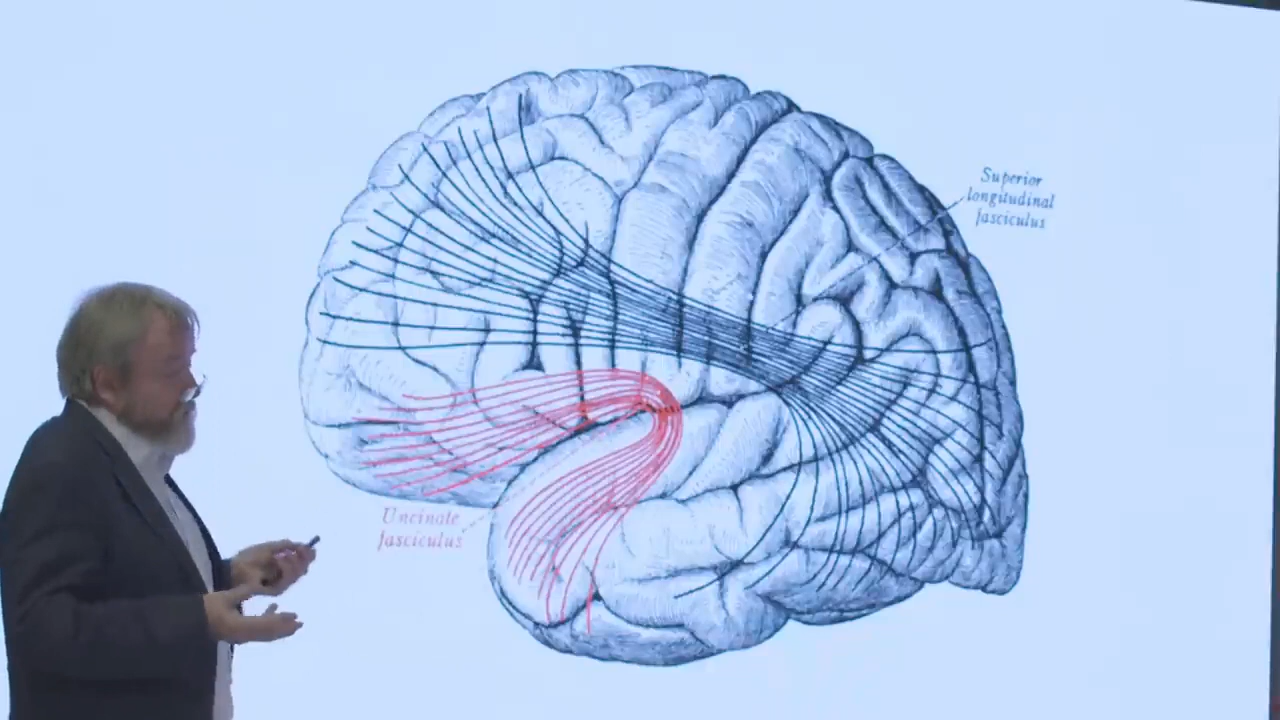 Superior
longitudinal
fasciculus
Uncinate
fasciculus